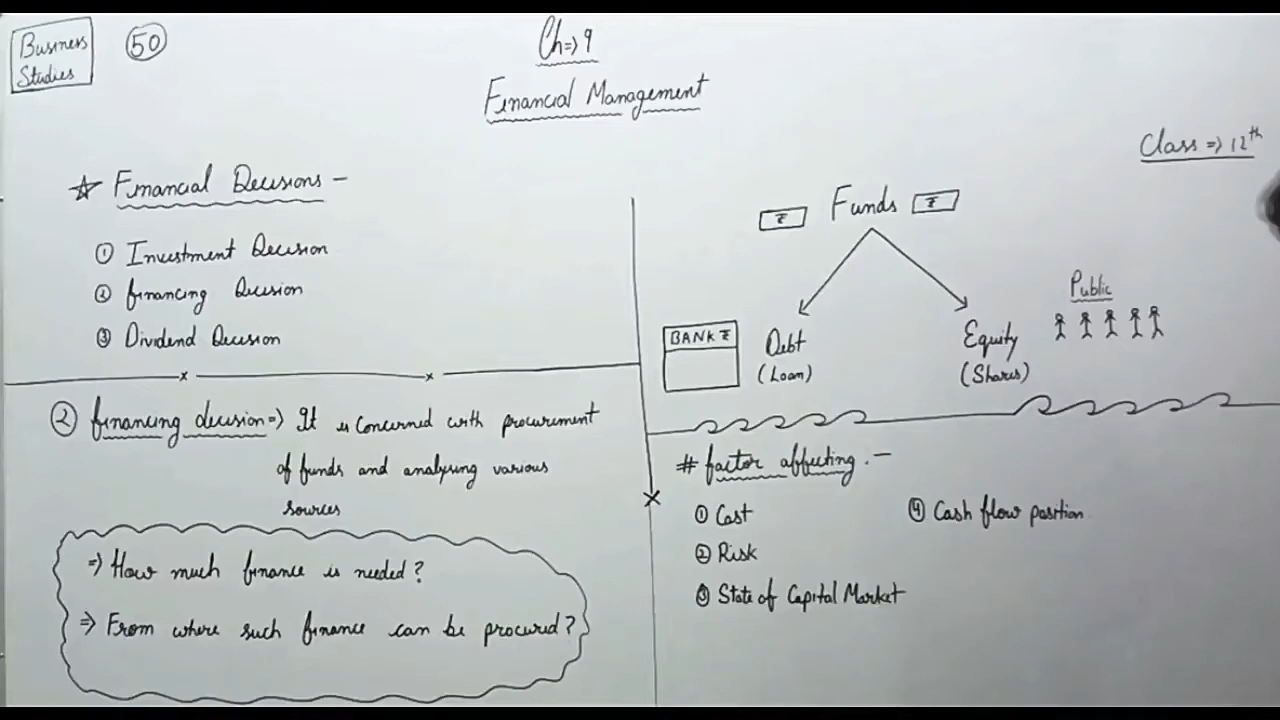 Business
Studies
50
Ch=>9
Financial Management
Class => 12th
Financial Decisions -
① Investment Decision
② financing Decision
③ Dividend Decision
② financing decision => It is concerned with procurement
of funds and analysing various
sources
=> How much finance is needed?
=> From where such finance can be procured?
₹ Funds ₹
Public
BANK ₹
Debt
(Loan)
Equity
(Shares)
# factor affecting :-
① Cost
② Risk
③ State of Capital Market
④ Cash flow position